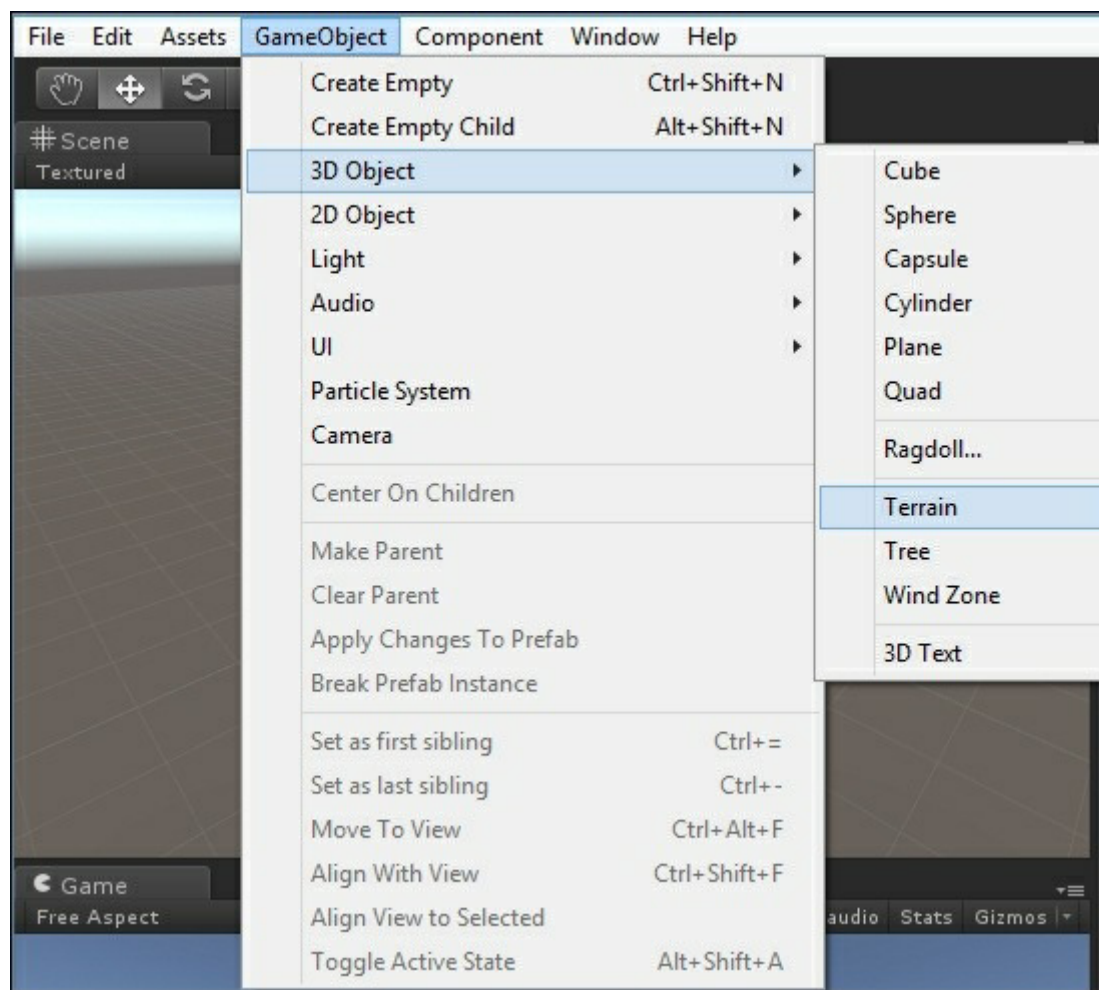 File Edit Assets GameObject Component Window Help
Create Empty Ctrl+Shift+N
Create Empty Child Alt+Shift+N
3D Object
2D Object
Light
Audio
UI
Particle System
Camera
Center On Children
Make Parent
Clear Parent
Apply Changes To Prefab
Break Prefab Instance
Set as first sibling Ctrl+=
Set as last sibling Ctrl+-
Move To View Ctrl+Alt+F
Align With View Ctrl+Shift+F
Align View to Selected
Toggle Active State Alt+Shift+A
Cube
Sphere
Capsule
Cylinder
Plane
Quad
Ragdoll...
Terrain
Tree
Wind Zone
3D Text
Scene
Textured
Game
Free Aspect audio Stats Gizmos